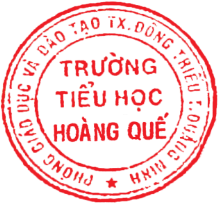 PHÒNG GIÁO DỤC VÀ ĐÀO TẠO TX. ĐÔNG TRIỀU T. QUẢNG NINH
TRƯỜNG
TIỂU HỌC
HOÀNG QUẾ